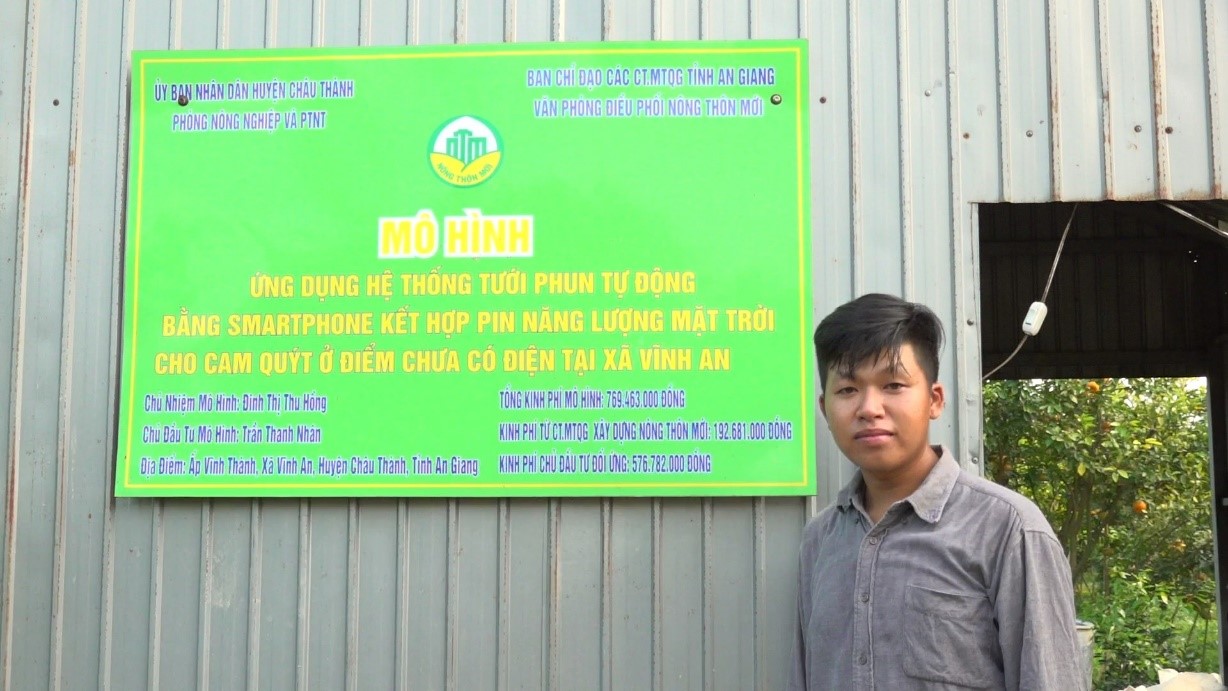 ỦY BAN NHÂN DÂN HUYỆN CHÂU THÀNH
PHÒNG NÔNG NGHIỆP VÀ PTNT
BAN CHỈ ĐẠO CÁC CT.MTQG TỈNH AN GIANG
VĂN PHÒNG ĐIỀU PHỐI NÔNG THÔN MỚI
NTM
NÔNG THÔN MỚI
MÔ HÌNH
ỨNG DỤNG HỆ THỐNG TƯỚI PHUN TỰ ĐỘNG
BẰNG SMARTPHONE KẾT HỢP PIN NĂNG LƯỢNG MẶT TRỜI
CHO CAM QUÝT Ở ĐIỂM CHƯA CÓ ĐIỆN TẠI XÃ VĨNH AN
Chủ Nhiệm Mô Hình: Đinh Thị Thu Hồng
Chủ Đầu Tư Mô Hình: Trần Thanh Nhân
Địa Điểm: Ấp Vĩnh Thành, Xã Vĩnh An, Huyện Châu Thành, Tỉnh An Giang
TỔNG KINH PHÍ MÔ HÌNH: 769.463.000 ĐỒNG
KINH PHÍ TỪ CT.MTQG XÂY DỰNG NÔNG THÔN MỚI: 192.681.000 ĐỒNG
KINH PHÍ CHỦ ĐẦU TƯ ĐỐI ỨNG: 576.782.000 ĐỒNG